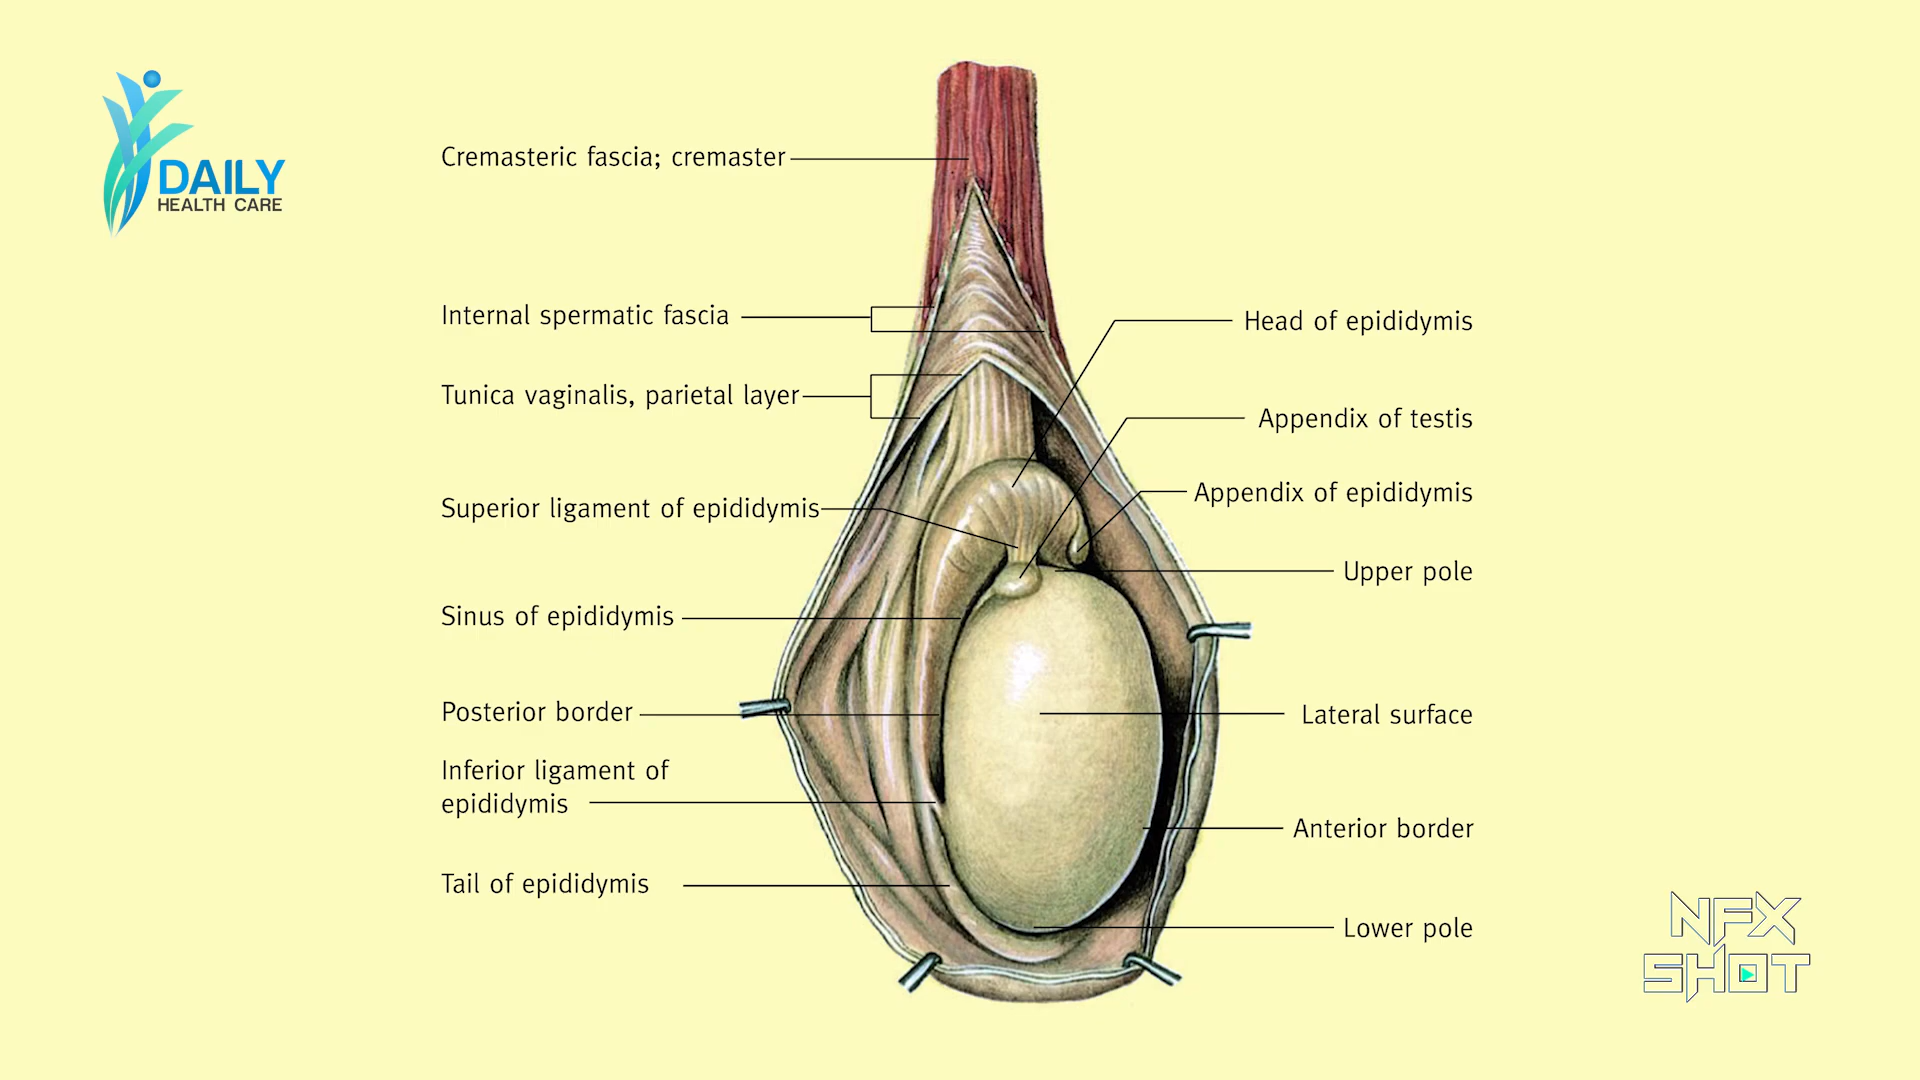 DAILY
HEALTH CARE
Cremasteric fascia; cremaster
Internal spermatic fascia
Tunica vaginalis, parietal layer
Superior ligament of epididymis
Sinus of epididymis
Posterior border
Inferior ligament of
epididymis
Tail of epididymis
Head of epididymis
Appendix of testis
Appendix of epididymis
Upper pole
Lateral surface
Anterior border
Lower pole
NFX
SHOT